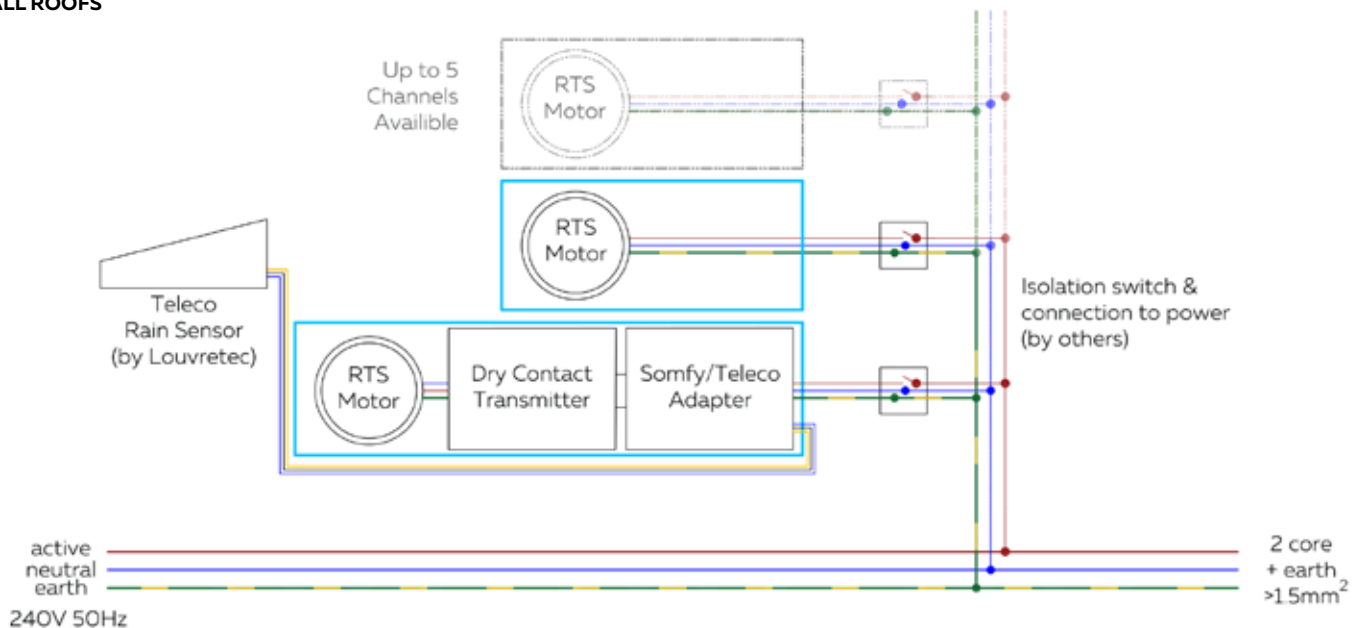 ALL ROOFS
Up to 5
Channels
Availible
RTS
Motor
RTS
Motor
Teleco
Rain Sensor
(by Louvretec)
RTS
Motor
Dry Contact
Transmitter
Somfy/Teleco
Adapter
Isolation switch &
connection to power
(by others)
active
neutral
earth
240V 50Hz
2 core
+ earth
>1.5mm²